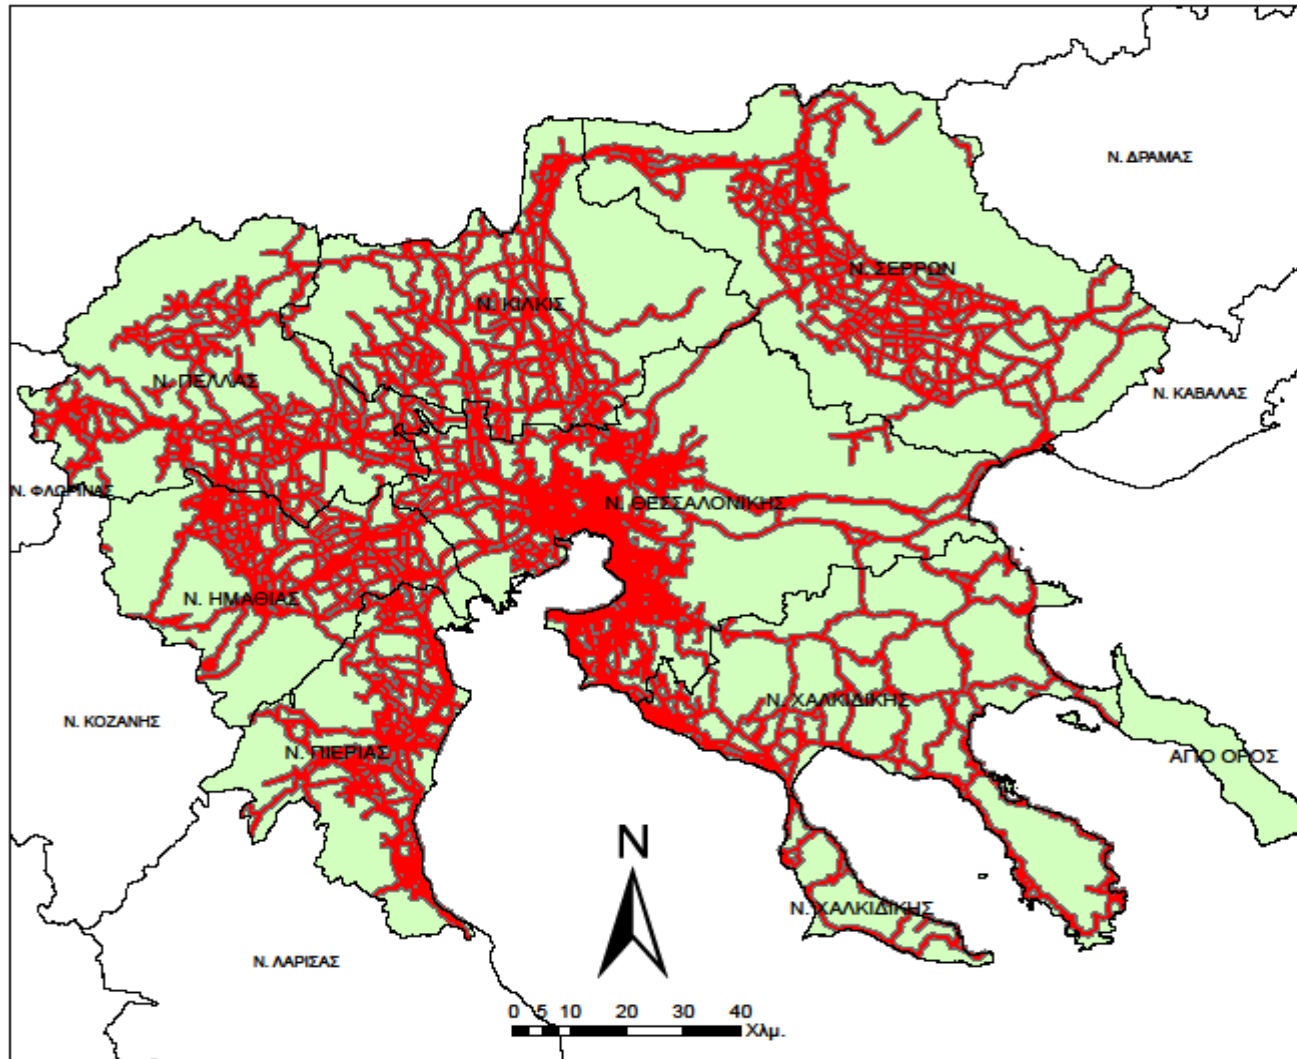 Ν. ΔΡΑΜΑΣ
Ν. ΣΕΡΡΩΝ
Ν. ΚΙΛΚΙΣ
Ν. ΠΕΛΛΑΣ
Ν. ΚΑΒΑΛΑΣ
Ν. ΦΛΩΡΙΝΑΣ
Ν. ΘΕΣΣΑΛΟΝΙΚΗΣ
Ν. ΗΜΑΘΙΑΣ
Ν. ΧΑΛΚΙΔΙΚΗΣ
Ν. ΚΟΖΑΝΗΣ
Ν. ΠΙΕΡΙΑΣ
ΑΓΙΟ ΟΡΟΣ
N
Ν. ΧΑΛΚΙΔΙΚΗΣ
Ν. ΛΑΡΙΣΑΣ
0 5 10 20 30 40
Χλμ.